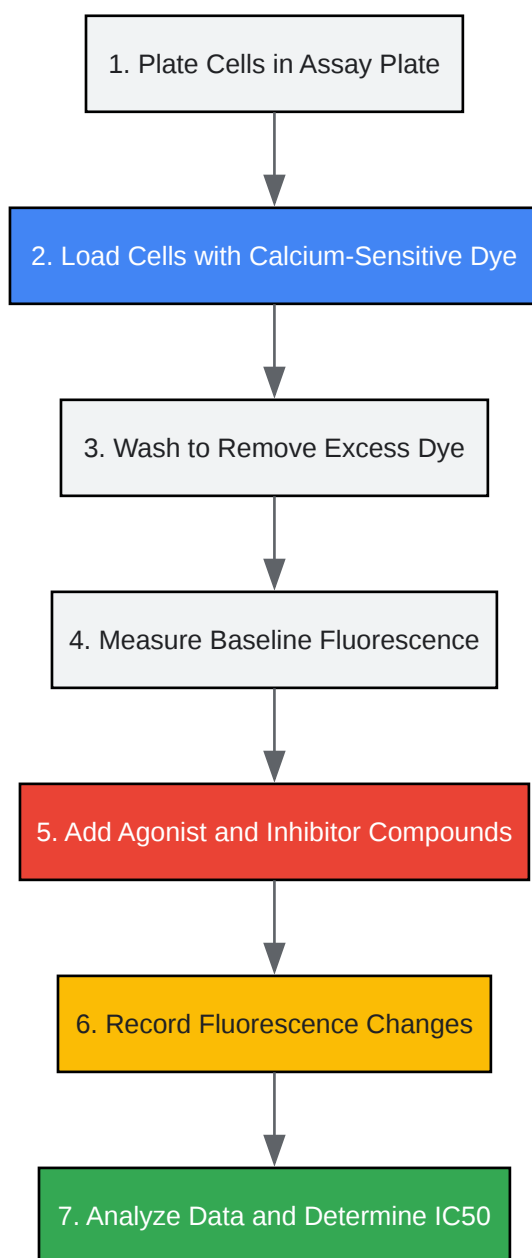 1. Plate Cells in Assay Plate
2. Load Cells with Calcium-Sensitive Dye
3. Wash to Remove Excess Dye
4. Measure Baseline Fluorescence
5. Add Agonist and Inhibitor Compounds
6. Record Fluorescence Changes
7. Analyze Data and Determine IC50